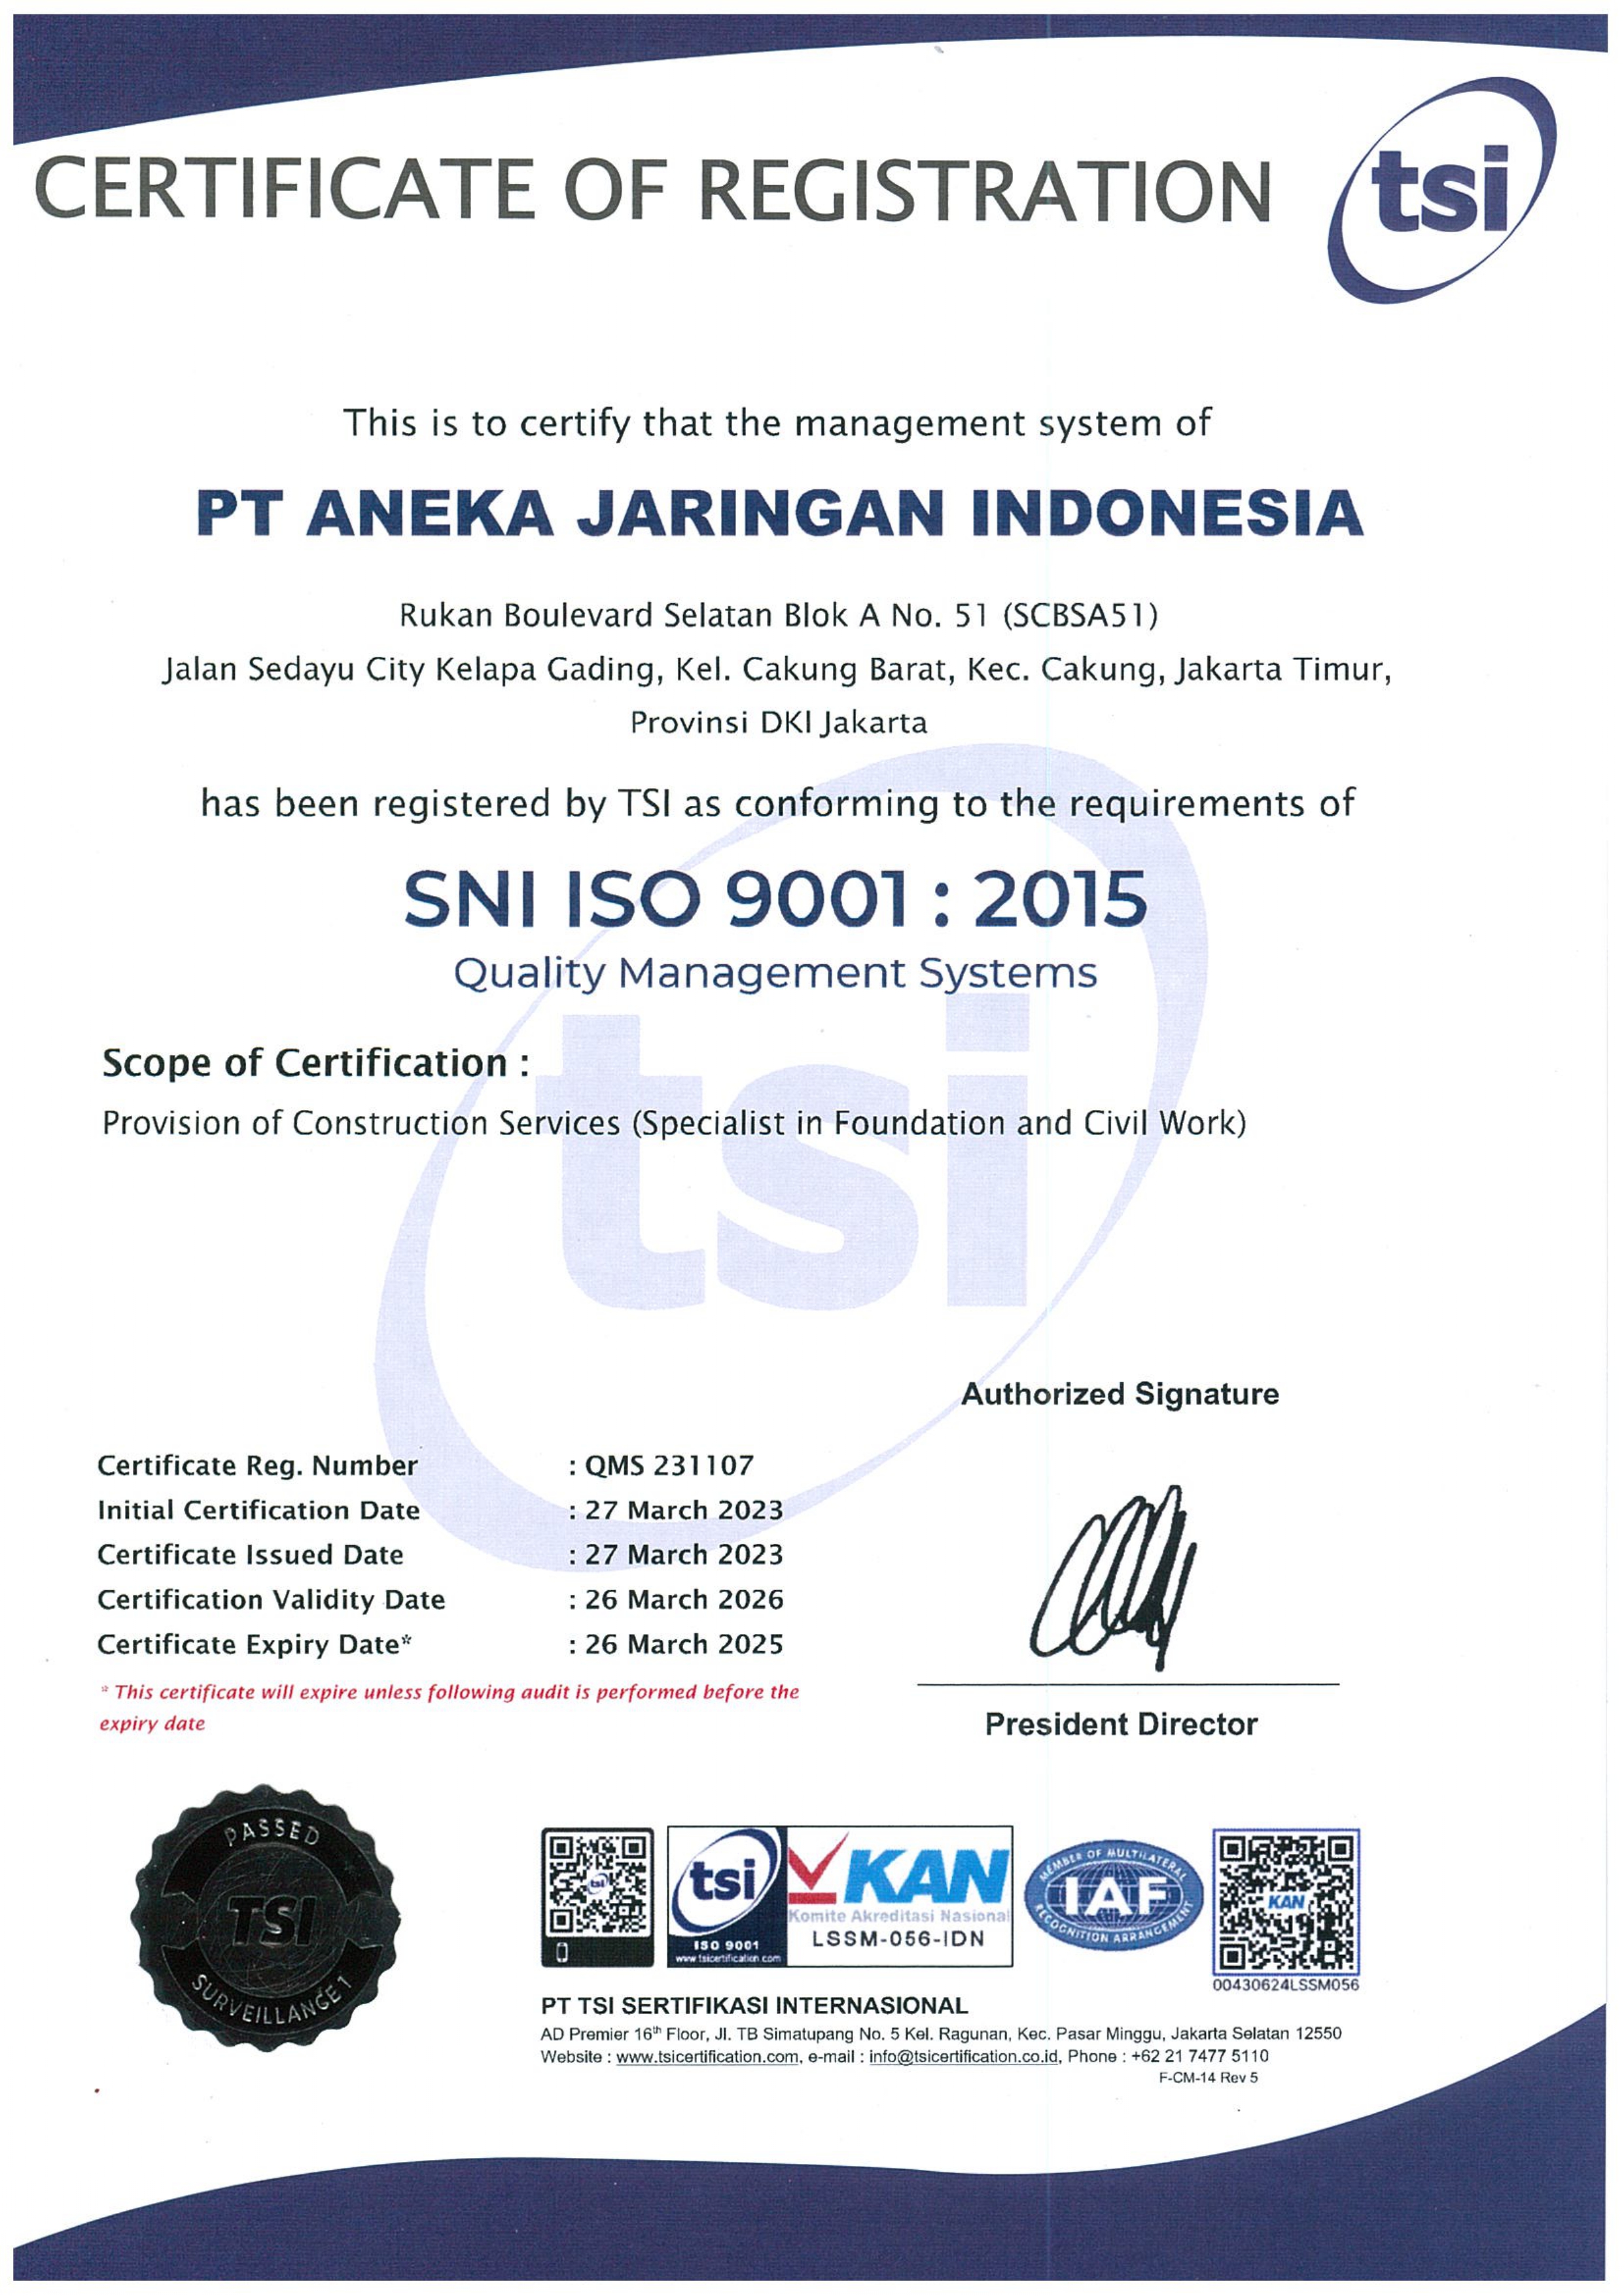 CERTIFICATE OF REGISTRATION
tsi
This is to certify that the management system of
PT ANEKA JARINGAN INDONESIA
Rukan Boulevard Selatan Blok A No. 51 (SCBSA51)
Jalan Sedayu City Kelapa Gading, Kel. Cakung Barat, Kec. Cakung, Jakarta Timur,
Provinsi DKI Jakarta
has been registered by TSI as conforming to the requirements of
SNI ISO 9001 : 2015
Quality Management Systems
tsi
Scope of Certification :
Provision of Construction Services (Specialist in Foundation and Civil Work)
Authorized Signature
Certificate Reg. Number : QMS 231107
Initial Certification Date : 27 March 2023
Certificate Issued Date : 27 March 2023
Certification Validity Date : 26 March 2026
Certificate Expiry Date* : 26 March 2025
* This certificate will expire unless following audit is performed before the
expiry date
President Director
PASSED
TSI
SURVEILLANCE 1
tsi
tsi
ISO 9001
www.tsicertification.com
KAN
Komite Akreditasi Nasional
LSSM-056-IDN
MEMBER OF MULTILATERAL
IAF
RECOGNITION ARRANGEMENT
KAN
00430624LSSM056
PT TSI SERTIFIKASI INTERNASIONAL
AD Premier 16th Floor, Jl. TB Simatupang No. 5 Kel. Ragunan, Kec. Pasar Minggu, Jakarta Selatan 12550
Website : www.tsicertification.com, e-mail : info@tsicertification.co.id, Phone : +62 21 7477 5110
F-CM-14 Rev 5